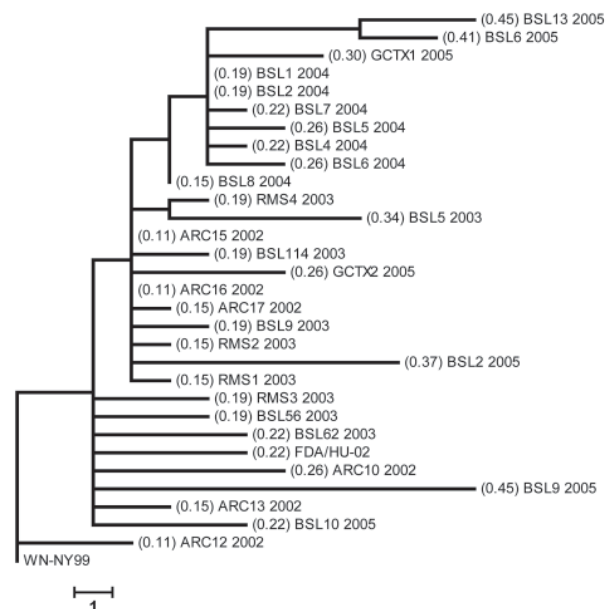 (0.45) BSL13 2005
(0.41) BSL6 2005
(0.30) GCTX1 2005
(0.19) BSL1 2004
(0.19) BSL2 2004
(0.22) BSL7 2004
(0.26) BSL5 2004
(0.22) BSL4 2004
(0.26) BSL6 2004
(0.15) BSL8 2004
(0.19) RMS4 2003
(0.34) BSL5 2003
(0.11) ARC15 2002
(0.19) BSL114 2003
(0.26) GCTX2 2005
(0.11) ARC16 2002
(0.15) ARC17 2002
(0.19) BSL9 2003
(0.15) RMS2 2003
(0.37) BSL2 2005
(0.15) RMS1 2003
(0.19) RMS3 2003
(0.19) BSL56 2003
(0.22) BSL62 2003
(0.22) FDA/HU-02
(0.26) ARC10 2002
(0.45) BSL9 2005
(0.15) ARC13 2002
(0.22) BSL10 2005
(0.11) ARC12 2002
WN-NY99
1